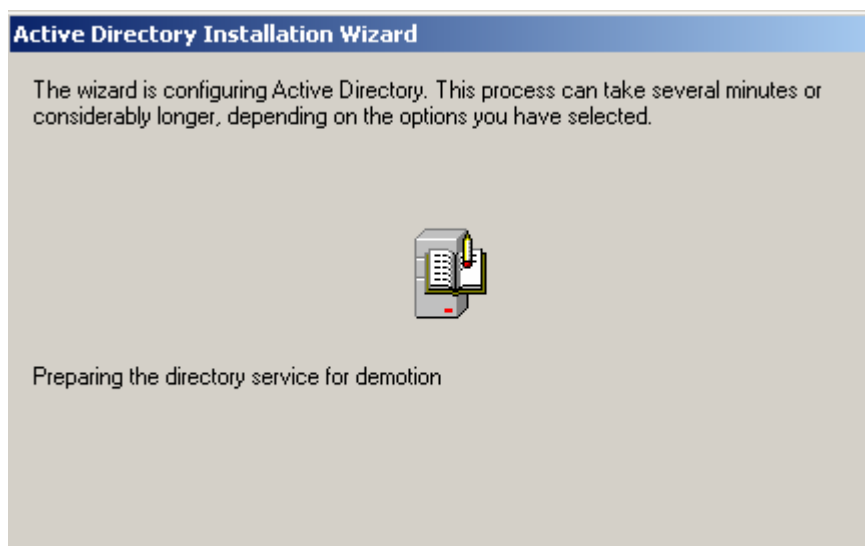 Active Directory Installation Wizard
The wizard is configuring Active Directory. This process can take several minutes or
considerably longer, depending on the options you have selected.
Preparing the directory service for demotion